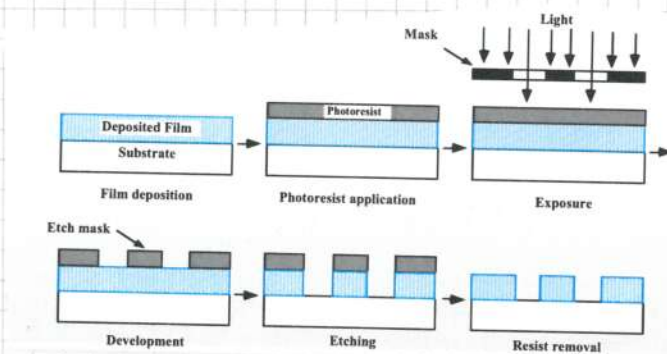 Light
Mask
Photoresist
Deposited Film
Substrate
Film deposition
Photoresist application
Exposure
Etch mask
Development
Etching
Resist removal